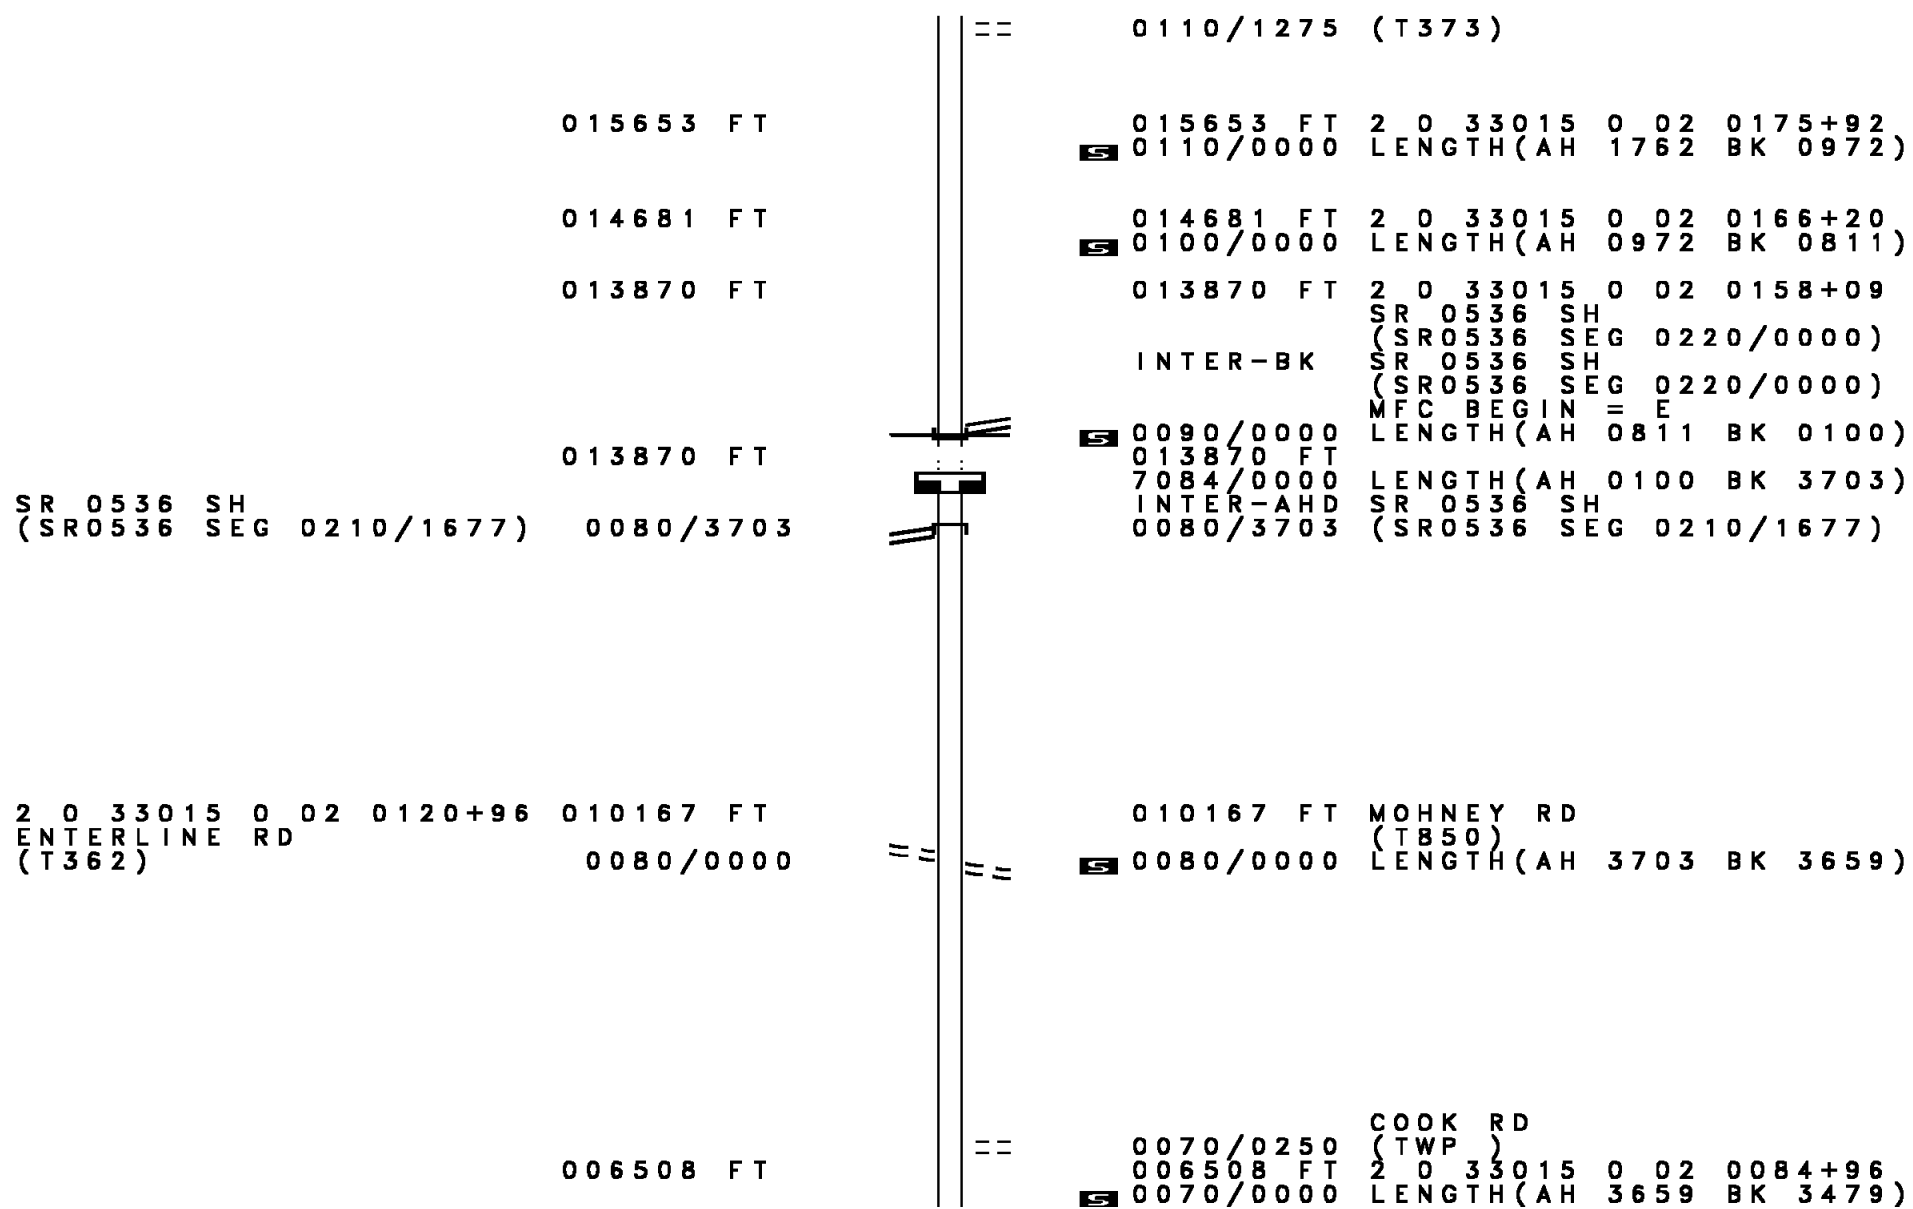 0110/1275 (T373)
015653 FT 015653 FT 2 0 33015 0 02 0175+92
S 0110/0000 LENGTH(AH 1762 BK 0972)
014681 FT 014681 FT 2 0 33015 0 02 0166+20
S 0100/0000 LENGTH(AH 0972 BK 0811)
013870 FT 013870 FT 2 0 33015 0 02 0158+09
SR 0536 SH
(SR0536 SEG 0220/0000)
INTER-BK SR 0536 SH
(SR0536 SEG 0220/0000)
MFC BEGIN = E
S 0090/0000 LENGTH(AH 0811 BK 0100)
013870 FT 013870 FT
7084/0000 LENGTH(AH 0100 BK 3703)
SR 0536 SH INTER-AHD SR 0536 SH
(SR0536 SEG 0210/1677) 0080/3703 0080/3703 (SR0536 SEG 0210/1677)
2 0 33015 0 02 0120+96 010167 FT 010167 FT MOHNEY RD
ENTERLINE RD (T850)
(T362) 0080/0000 S 0080/0000 LENGTH(AH 3703 BK 3659)
COOK RD
0070/0250 (TWP )
006508 FT 006508 FT 2 0 33015 0 02 0084+96
S 0070/0000 LENGTH(AH 3659 BK 3479)